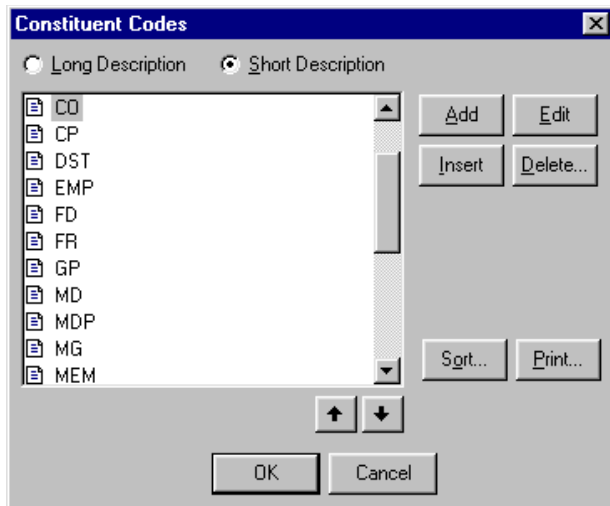 Constituent Codes
Long Description Short Description
CO
CP
DST
EMP
FD
FR
GP
MD
MDP
MG
MEM
Add Edit
Insert Delete...
Sort... Print...
OK Cancel